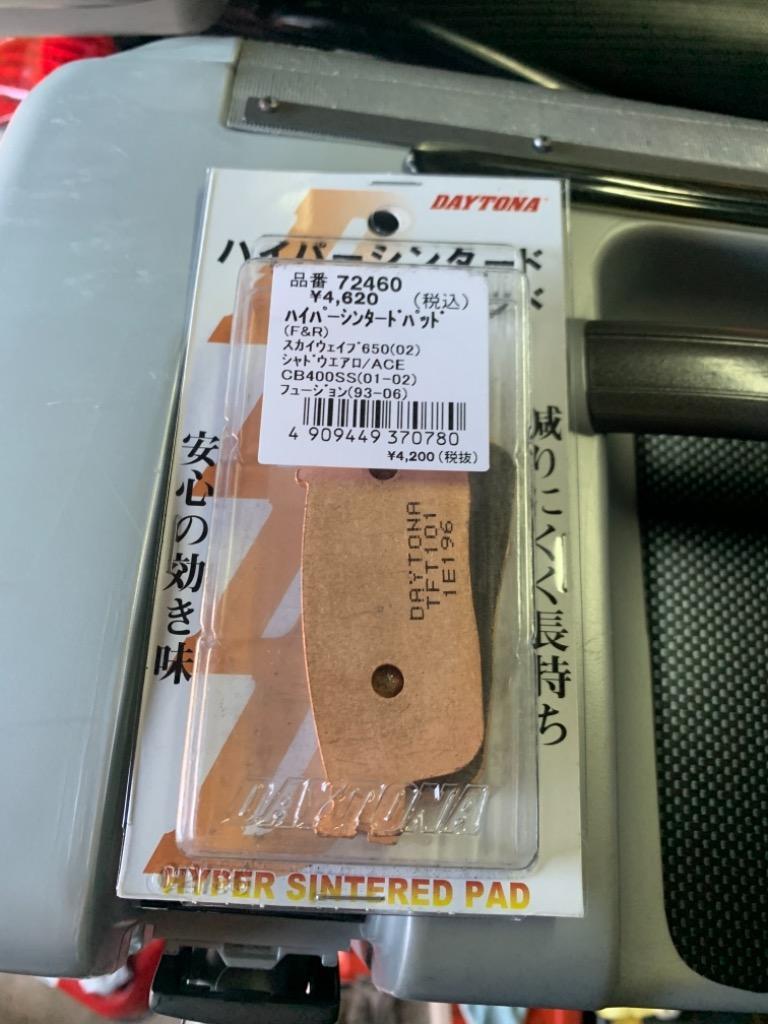 DAYTONA
ハイパーシンタード
品番 72460
¥4,620 (税込)
ハイパーシンタードパッド
(F&R)
スカイウェイブ650(02)
シャドウエアロ/ACE
CB400SS(01-02)
フュージョン(93-06)
4 909449 370780
¥4,200(税抜)
安心の効き味
減りにくく長持ち
DAYTONA
TFT101
1E196
DAYTONA
HYPER SINTERED PAD